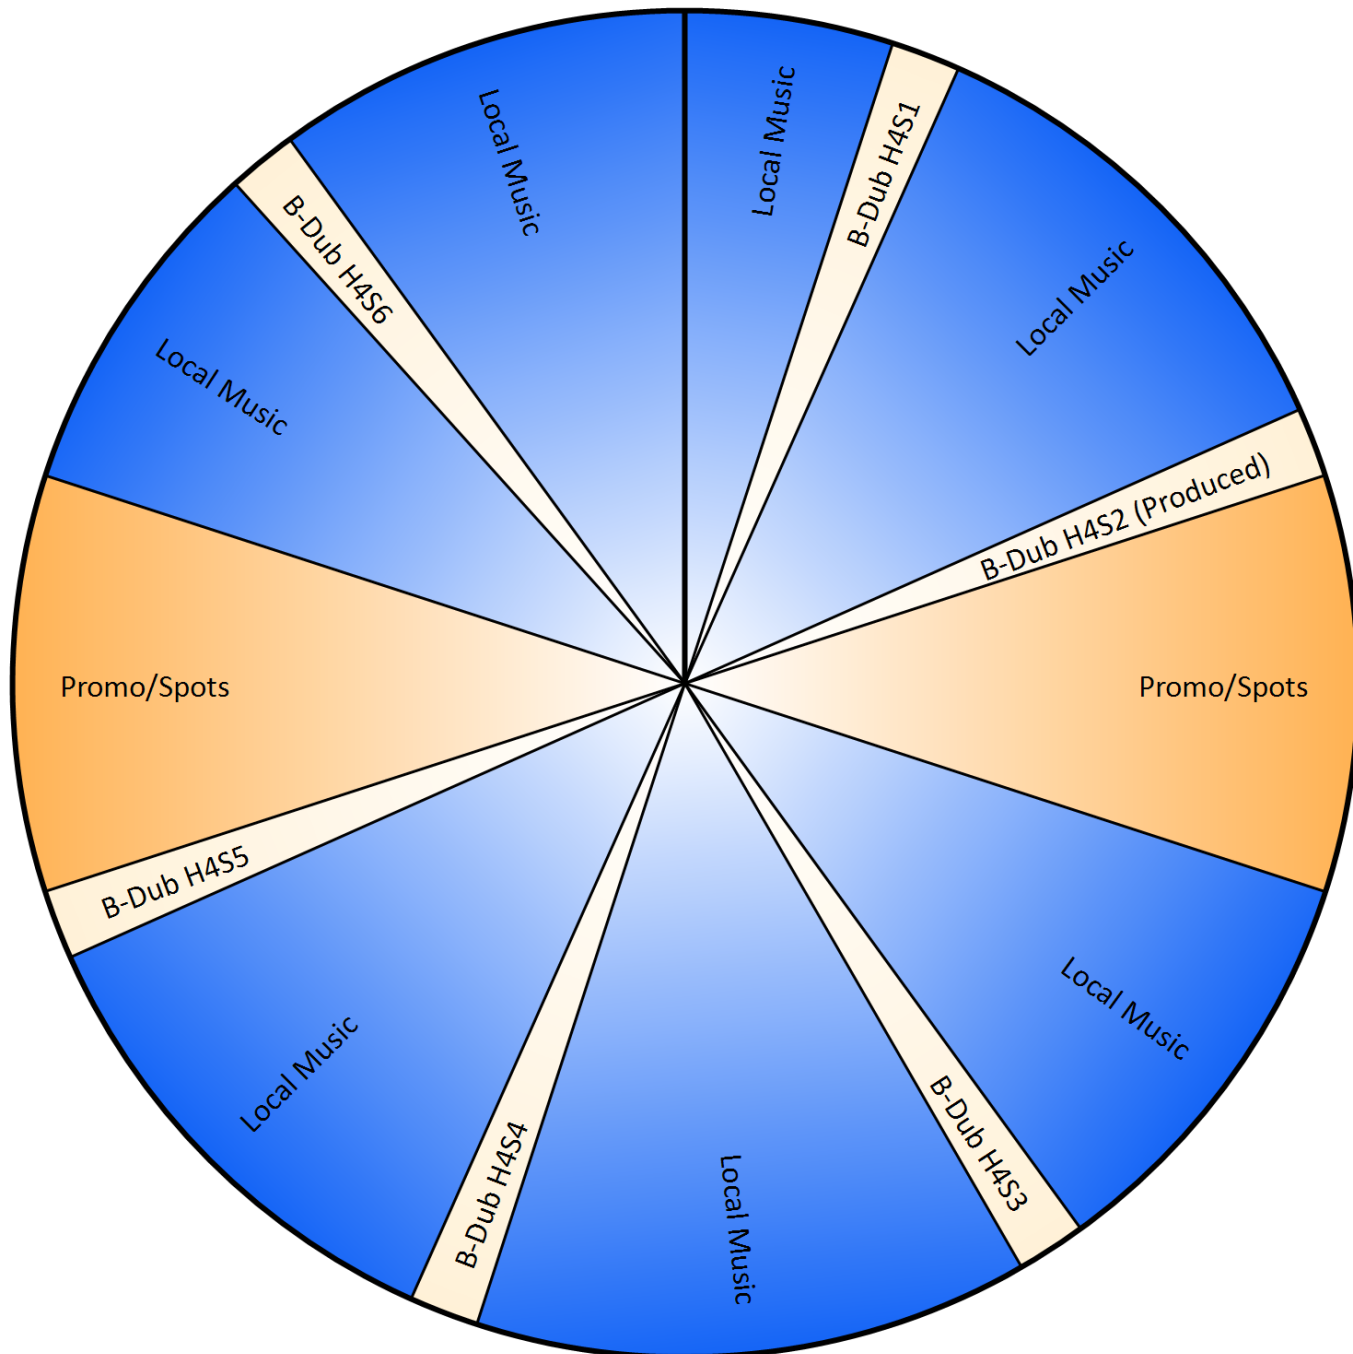 Local Music
B-Dub H4S1
Local Music
B-Dub H4S2 (Produced)
Promo/Spots
Local Music
B-Dub H4S3
Local Music
B-Dub H4S4
Local Music
B-Dub H4S5
Promo/Spots
Local Music
B-Dub H4S6
Local Music